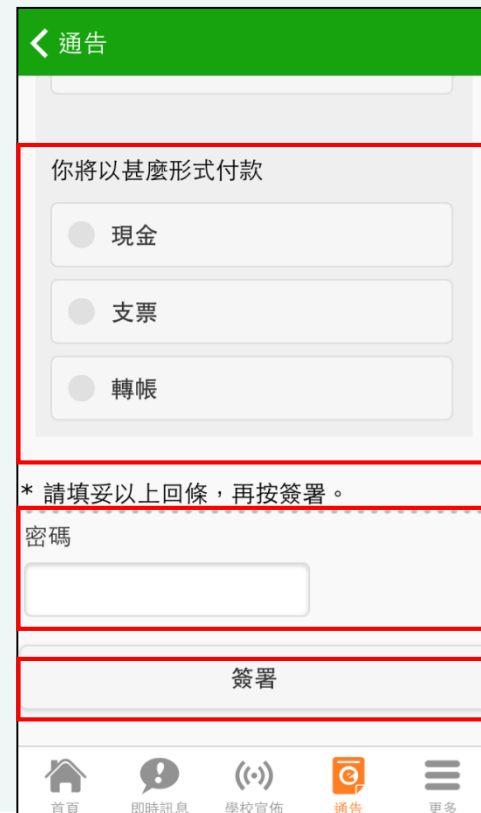 通告
你將以甚麼形式付款
現金
支票
轉帳
* 請填妥以上回條，再按簽署。
密碼
簽署
首頁
即時訊息
學校宣佈
通告
更多